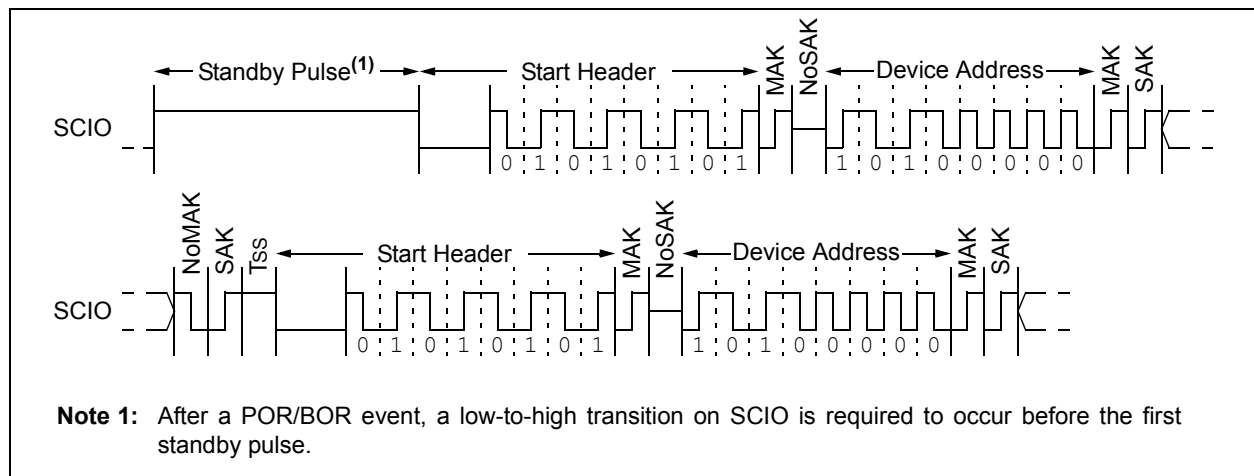 Standby Pulse(1) Start Header MAK NoSAK Device Address MAK SAK
SCIO
0 1 0 1 0 1 0 1 1 0 1 0 0 0 0 0
NoMAK SAK TSS Start Header MAK NoSAK Device Address MAK SAK
SCIO
0 1 0 1 0 1 0 1 1 0 1 0 0 0 0 0
Note 1: After a POR/BOR event, a low-to-high transition on SCIO is required to occur before the first
standby pulse.